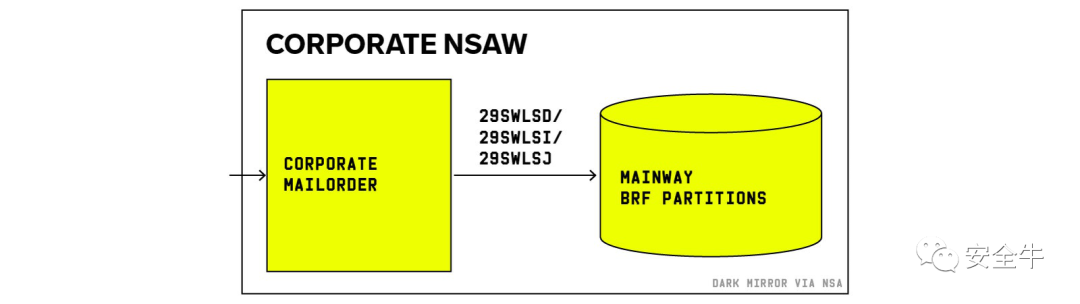 CORPORATE NSAW
CORPORATE
MAILORDER
29SWLSD/
29SWLSI/
29SWLSJ
MAINWAY
BRF PARTITIONS
安全牛
DARK MIRROR VIA NSA